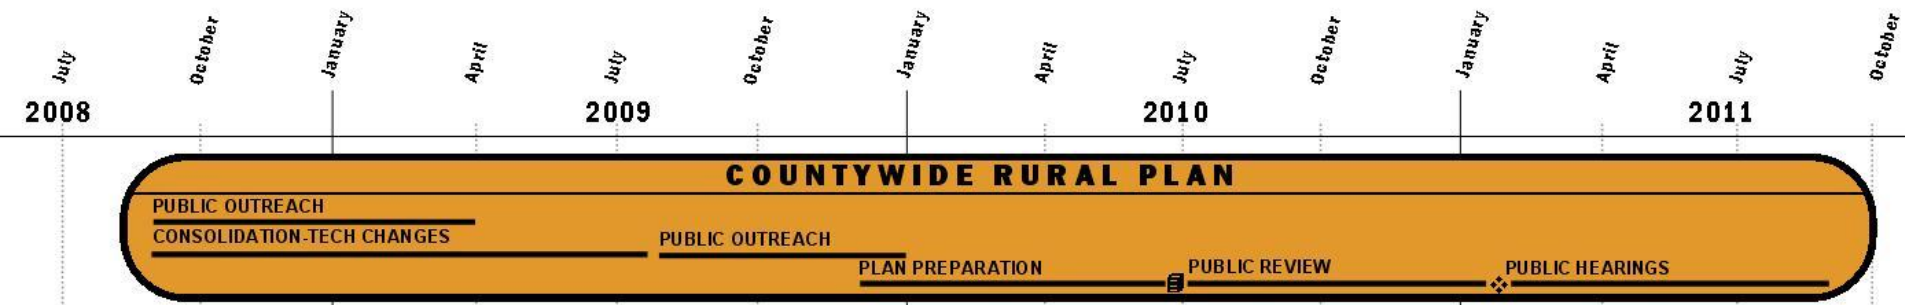 July October January April July October January April July October January April July October
2008 2009 2010 2011
COUNTYWIDE RURAL PLAN
PUBLIC OUTREACH
CONSOLIDATION-TECH CHANGES PUBLIC OUTREACH
PLAN PREPARATION PUBLIC REVIEW PUBLIC HEARINGS